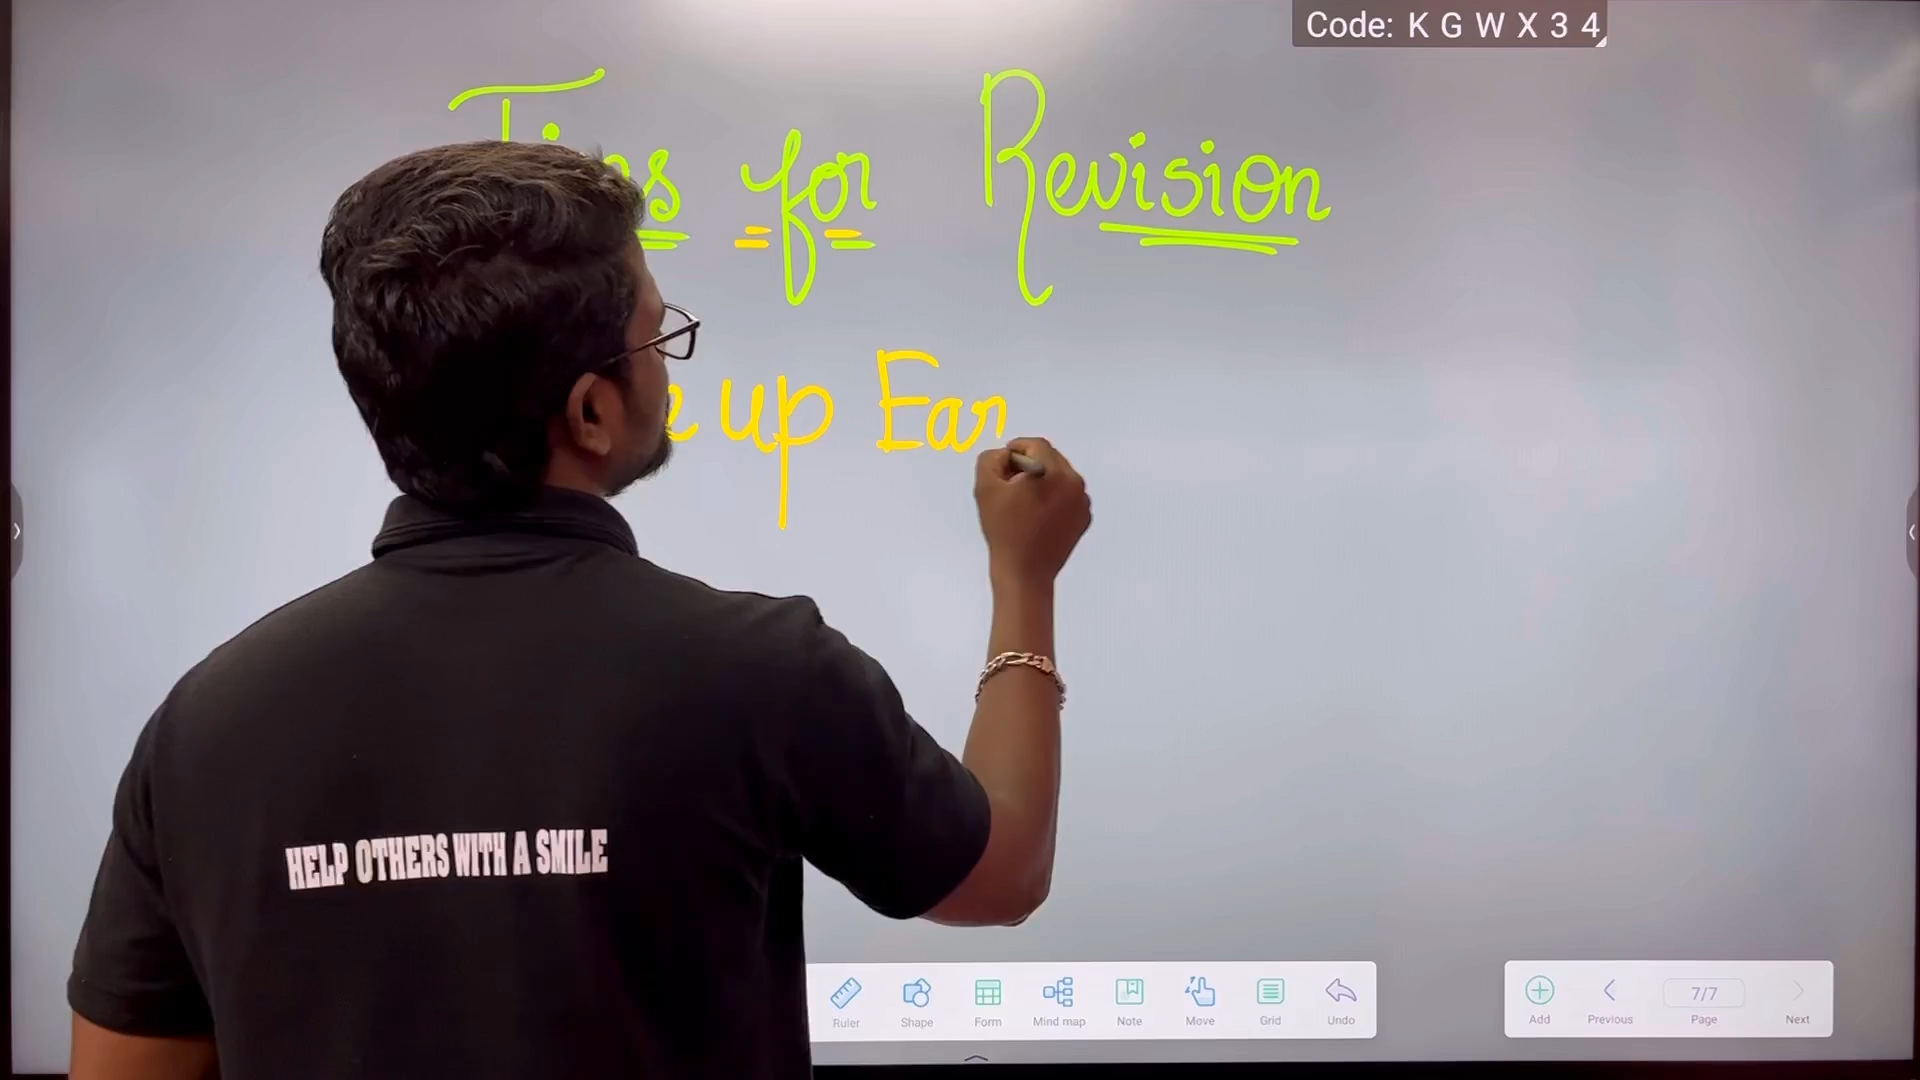 Code: K G W X 3 4
Tips for Revision
up Ear
HELP OTHERS WITH A SMILE
Ruler Shape Form Mind map Note Move Grid Undo
Add Previous 7/7 Page Next